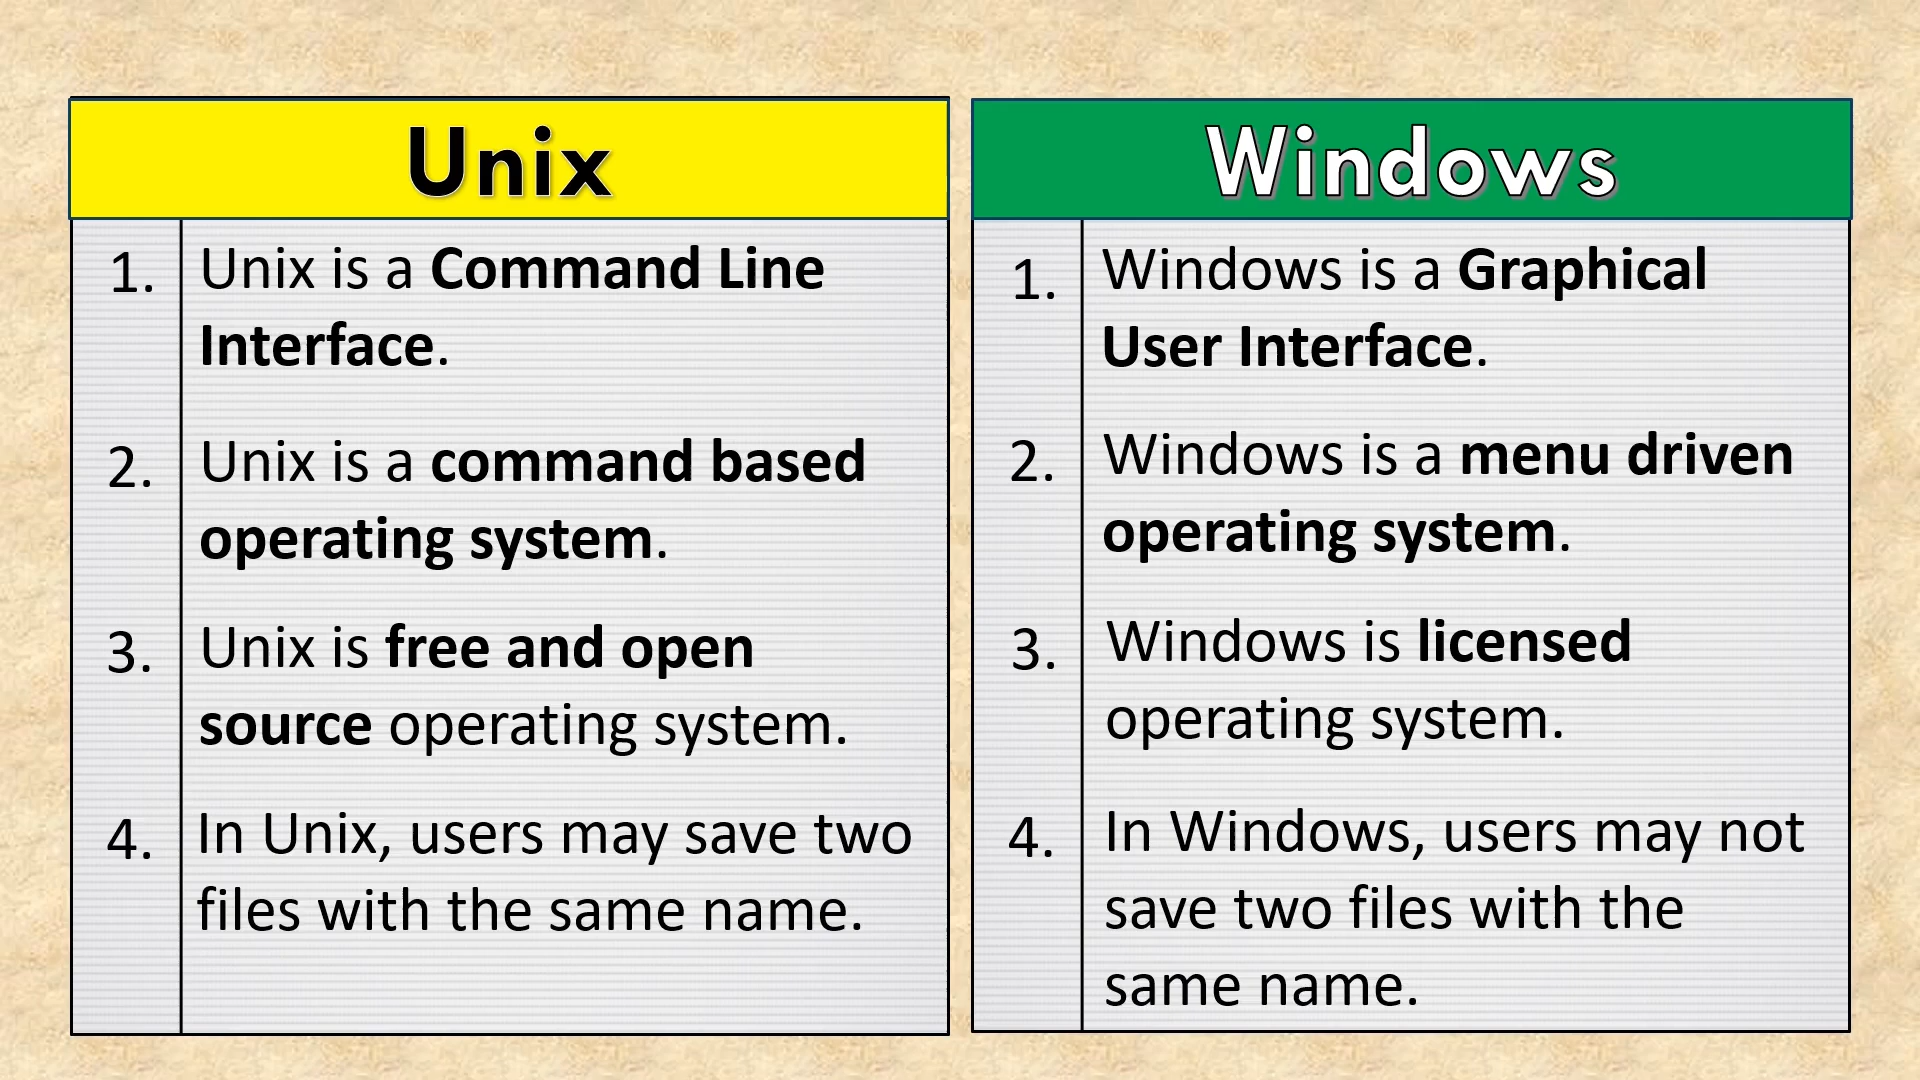 Unix
1. Unix is a Command Line
Interface.
2. Unix is a command based
operating system.
3. Unix is free and open
source operating system.
4. In Unix, users may save two
files with the same name.
Windows
1. Windows is a Graphical
User Interface.
2. Windows is a menu driven
operating system.
3. Windows is licensed
operating system.
4. In Windows, users may not
save two files with the
same name.